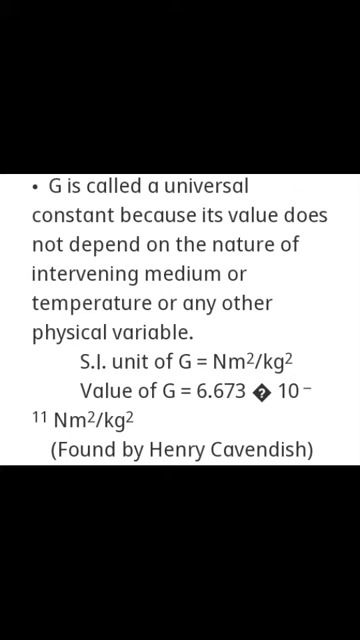 • G is called a universal
constant because its value does
not depend on the nature of
intervening medium or
temperature or any other
physical variable.
S.I. unit of G = Nm²/kg²
Value of G = 6.673 � 10⁻
¹¹ Nm²/kg²
(Found by Henry Cavendish)